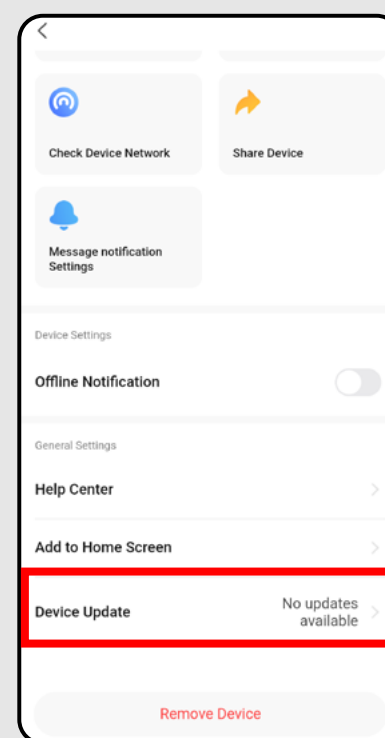 Check Device Network
Share Device
Message notification
Settings
Device Settings
Offline Notification
General Settings
Help Center
Add to Home Screen
Device Update
No updates
available
Remove Device